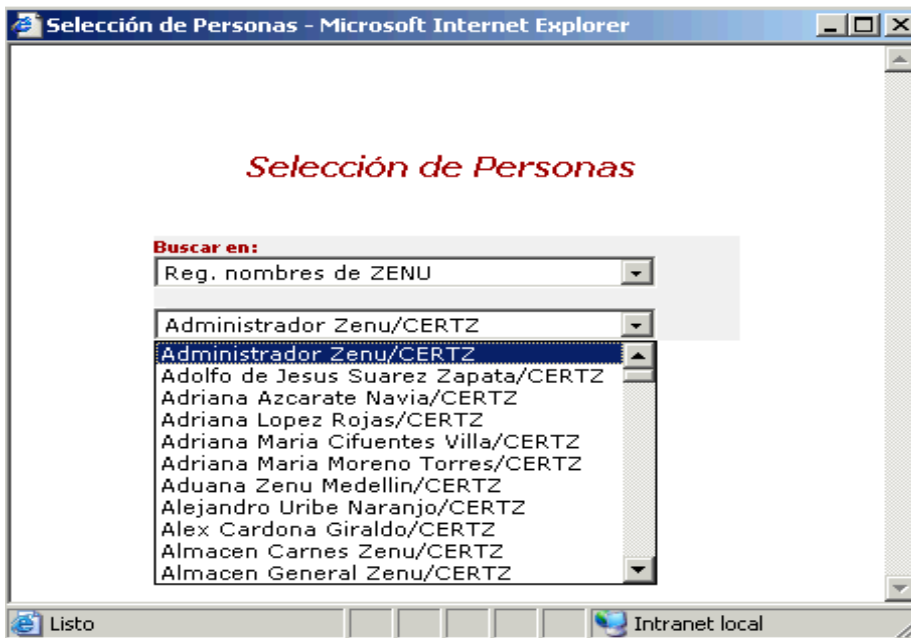 Selección de Personas - Microsoft Internet Explorer
Selección de Personas
Buscar en:
Reg. nombres de ZENU
Administrador Zenu/CERTZ
Administrador Zenu/CERTZ
Adolfo de Jesus Suarez Zapata/CERTZ
Adriana Azcarate Navia/CERTZ
Adriana Lopez Rojas/CERTZ
Adriana Maria Cifuentes Villa/CERTZ
Adriana Maria Moreno Torres/CERTZ
Aduana Zenu Medellin/CERTZ
Alejandro Uribe Naranjo/CERTZ
Alex Cardona Giraldo/CERTZ
Almacen Carnes Zenu/CERTZ
Almacen General Zenu/CERTZ
Listo
Intranet local